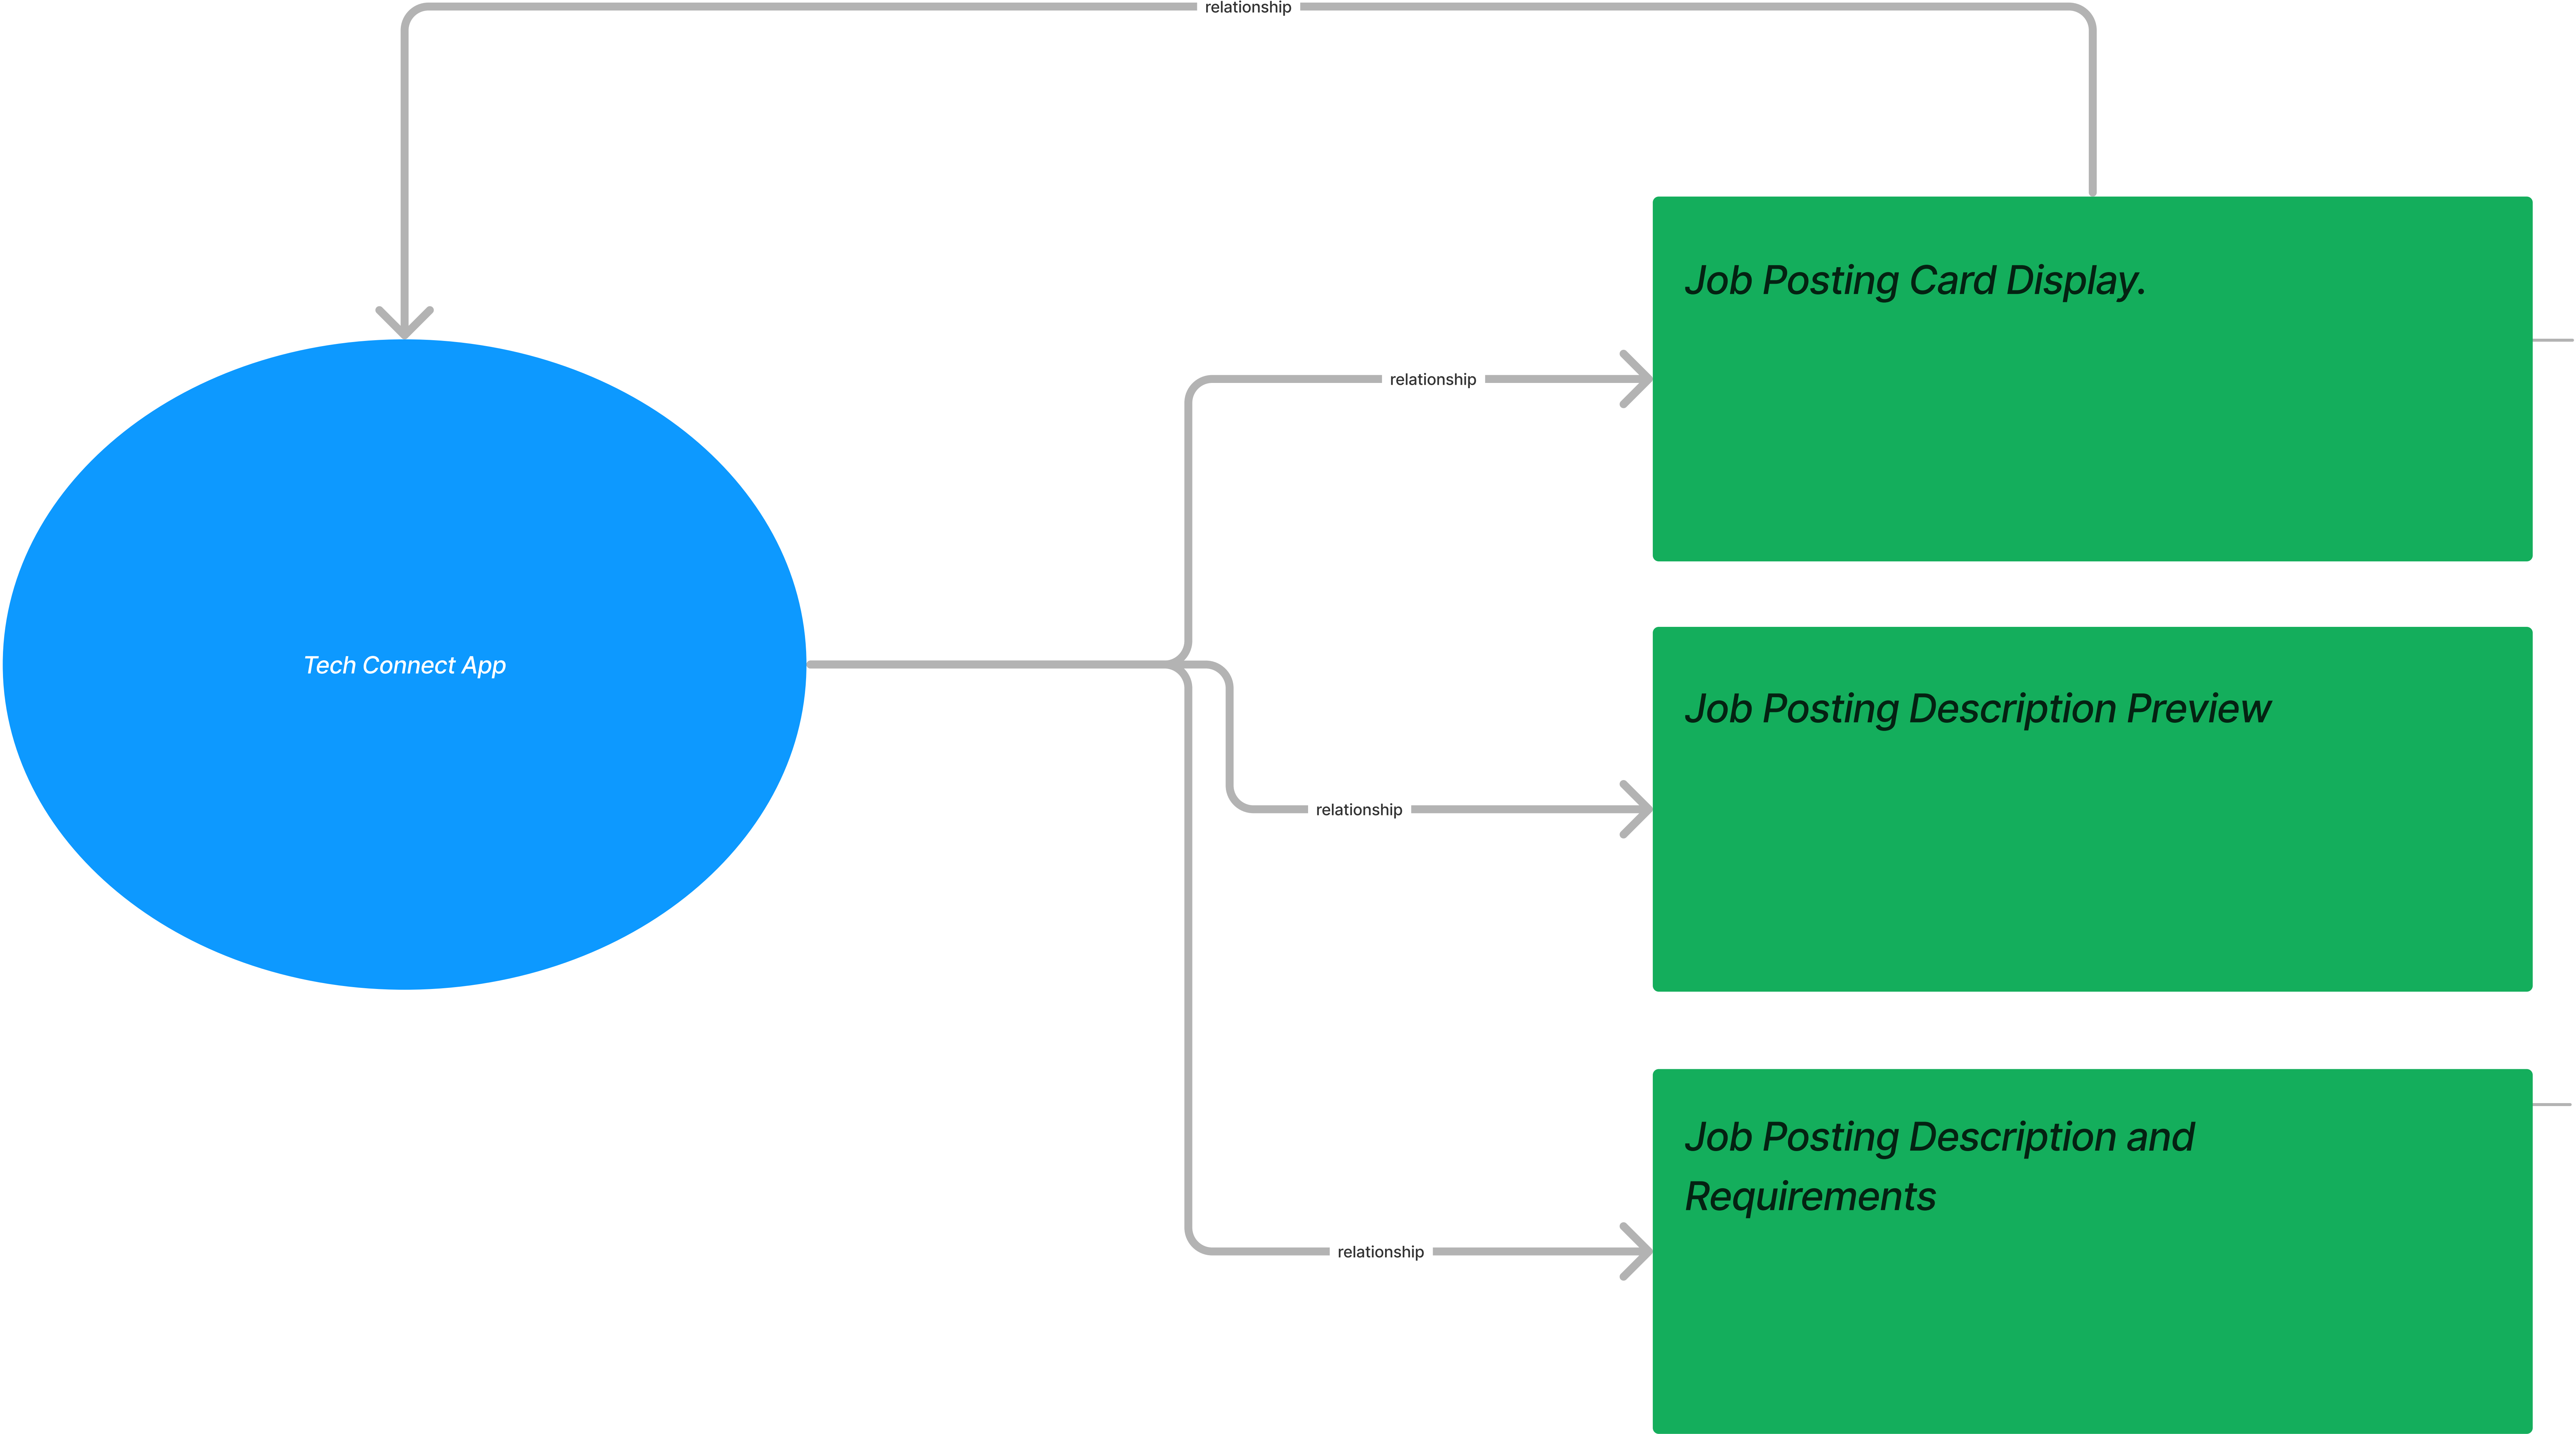 relationship
Job Posting Card Display.
relationship
Tech Connect App
Job Posting Description Preview
relationship
Job Posting Description and
Requirements
relationship